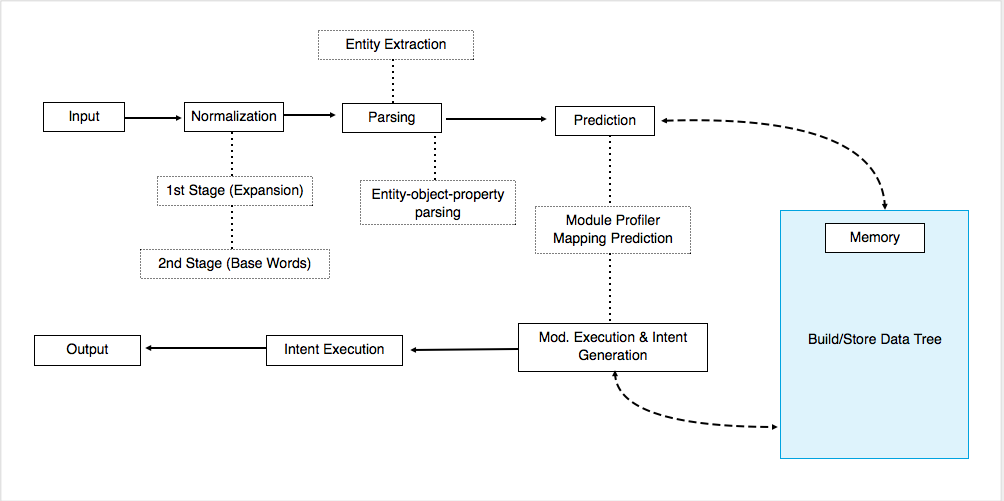 Entity Extraction
Input
Normalization
Parsing
Prediction
1st Stage (Expansion)
Entity-object-property
parsing
Module Profiler
Mapping Prediction
Memory
2nd Stage (Base Words)
Build/Store Data Tree
Output
Intent Execution
Mod. Execution & Intent
Generation